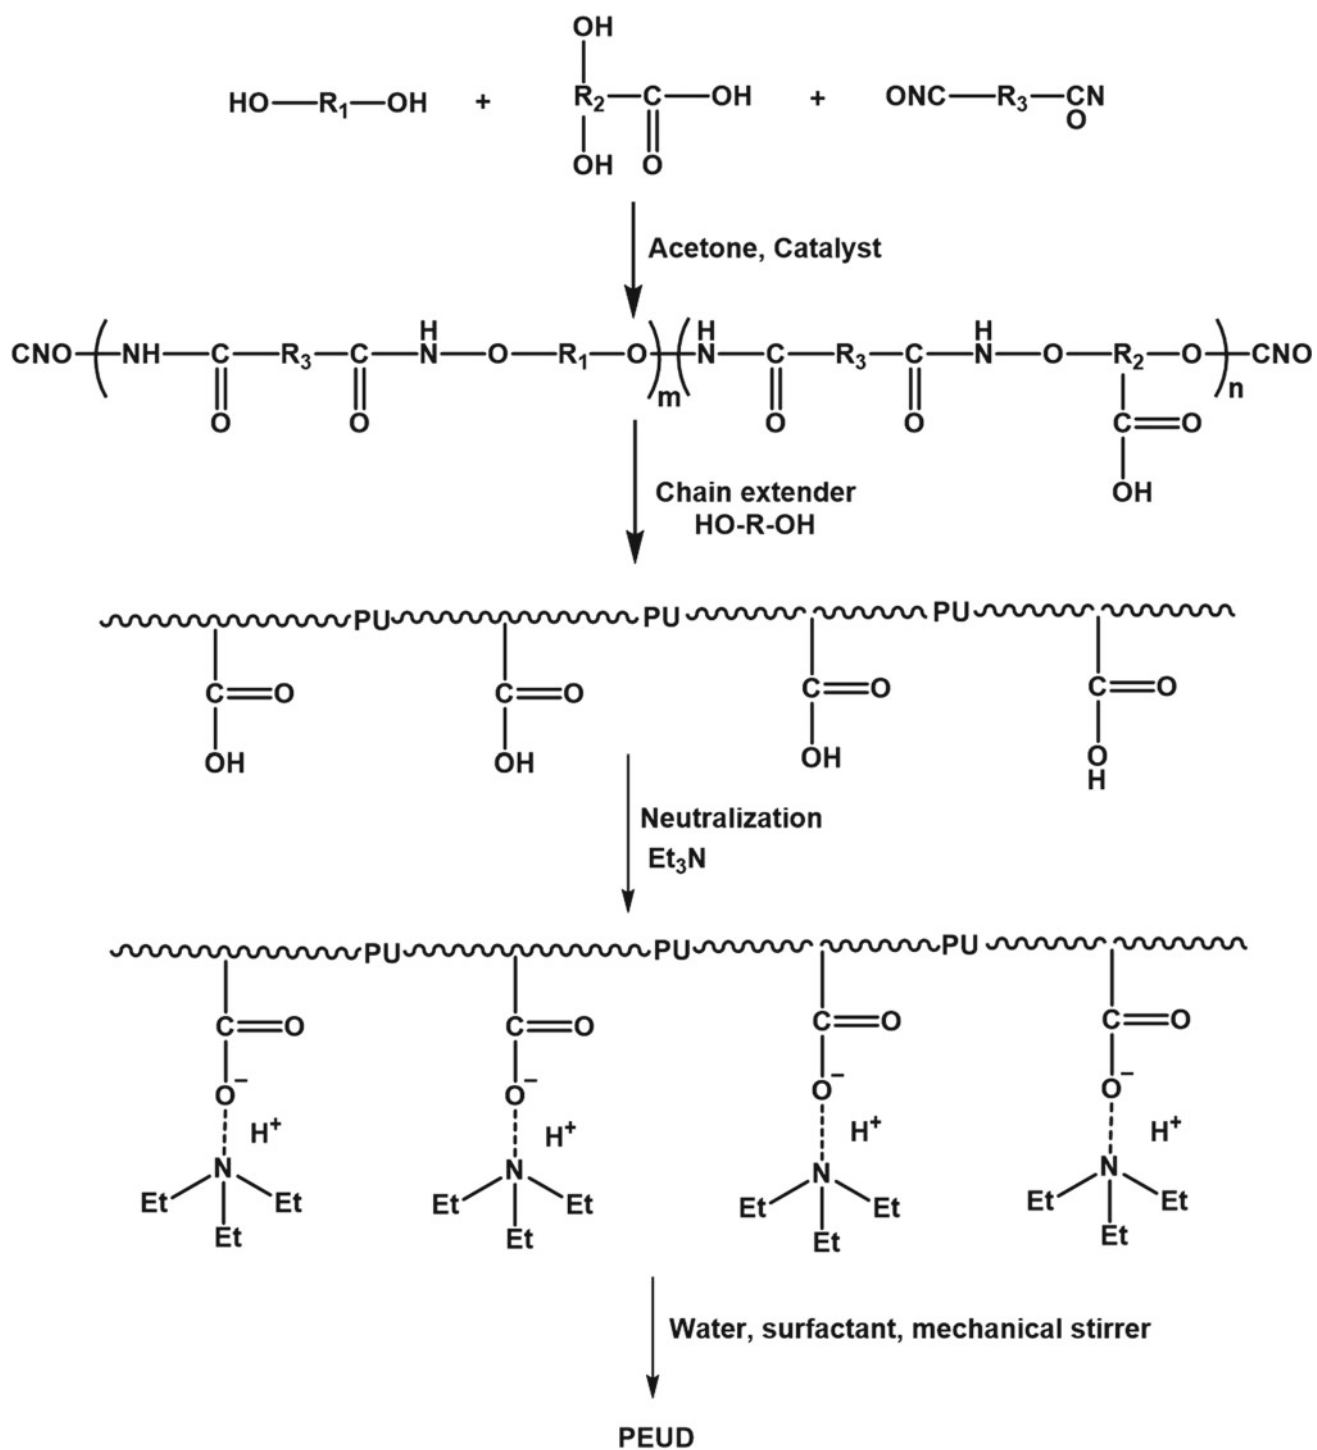 OH
HO R₁ OH + R₂ C OH + ONC R₃ CN
O
OH O
Acetone, Catalyst
H H H
CNO ( NH C R₃ C N O R₁ O )m ( N C R₃ C N O R₂ O )n CNO
O O O O C O
OH
Chain extender
HO-R-OH
PU PU PU
C O C O C O C O
OH OH OH O
H
Neutralization
Et₃N
PU PU PU
C O C O C O C O
O⁻ O⁻ O⁻ O⁻
H⁺ H⁺ H⁺ H⁺
N N N N
Et Et Et Et Et Et Et Et
Et Et Et Et
Water, surfactant, mechanical stirrer
PEUD